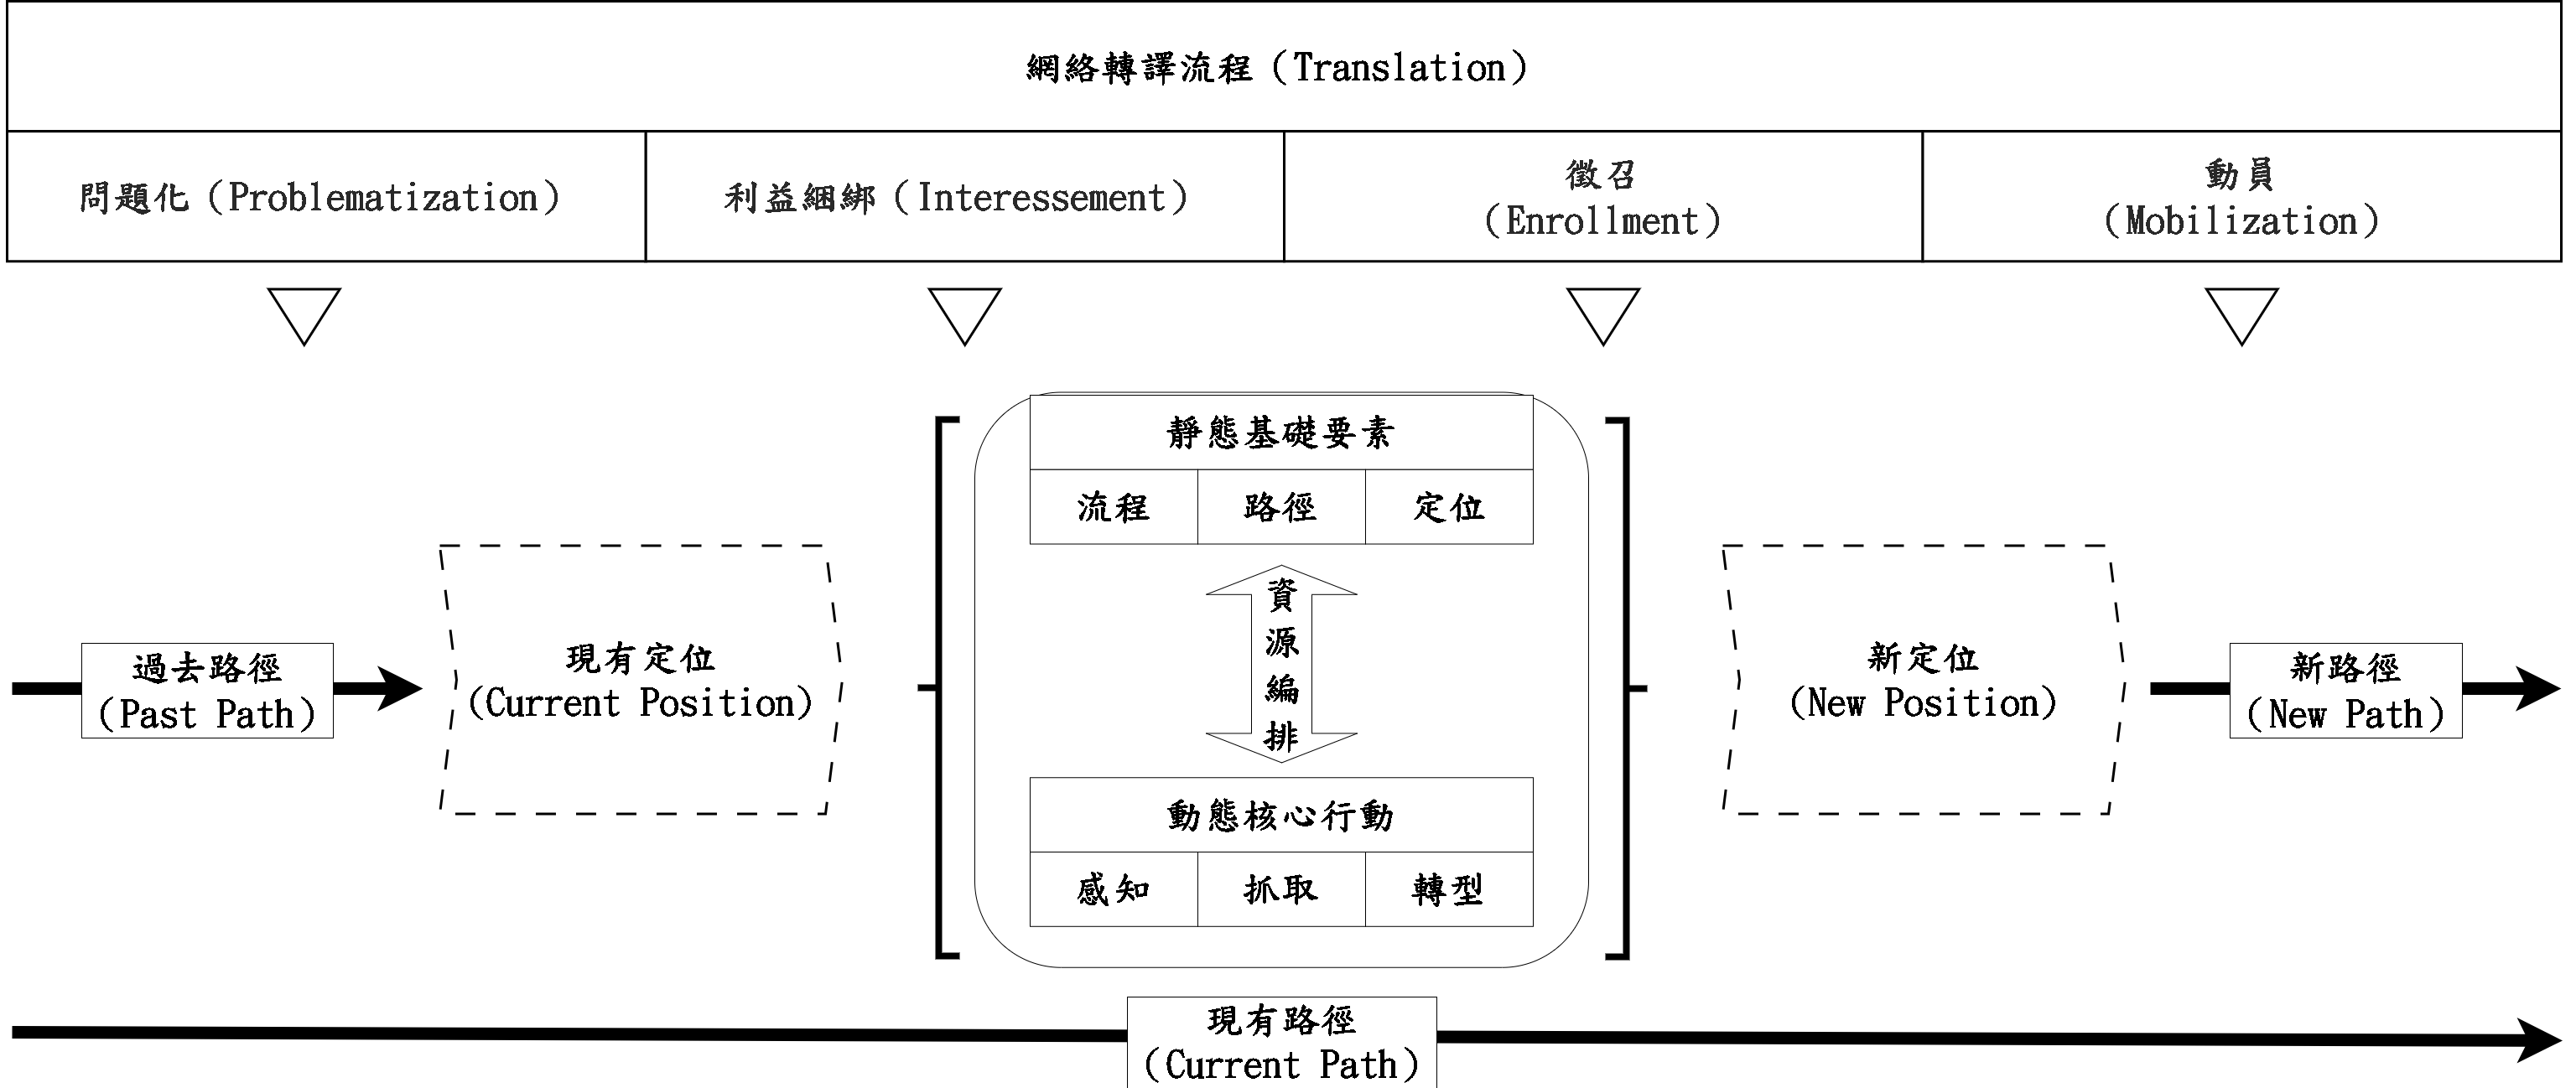 網絡轉譯流程（Translation）
問題化（Problematization）
利益綑綁（Interessement）
徵召
（Enrollment）
動員
（Mobilization）
靜態基礎要素
流程
路徑
定位
資
源
編
排
動態核心行動
感知
抓取
轉型
過去路徑
（Past Path）
現有定位
(Current Position)
新定位
(New Position)
新路徑
（New Path）
現有路徑
（Current Path）